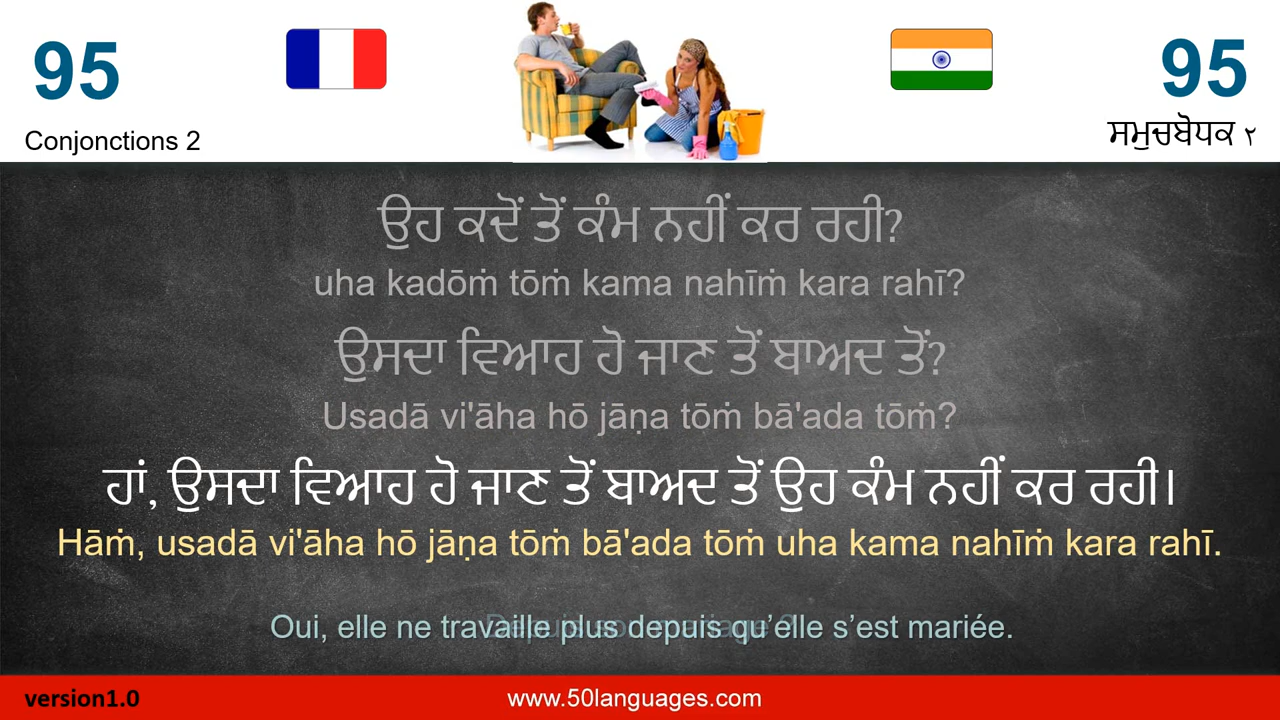 95
95
Conjonctions 2
ਸਮੁਚਬੋਧਕ ੨
ਉਹ ਕਦੋਂ ਤੋਂ ਕੰਮ ਨਹੀਂ ਕਰ ਰਹੀ?
uha kadōṁ tōṁ kama nahīṁ kara rahī?
ਉਸਦਾ ਵਿਆਹ ਹੋ ਜਾਣ ਤੋਂ ਬਾਅਦ ਤੋਂ?
Usadā vi'āha hō jāṇa tōṁ bā'ada tōṁ?
ਹਾਂ, ਉਸਦਾ ਵਿਆਹ ਹੋ ਜਾਣ ਤੋਂ ਬਾਅਦ ਤੋਂ ਉਹ ਕੰਮ ਨਹੀਂ ਕਰ ਰਹੀ।
Hāṁ, usadā vi'āha hō jāṇa tōṁ bā'ada tōṁ uha kama nahīṁ kara rahī.
Oui, elle ne travaille plus depuis qu’elle s’est mariée.
version1.0
www.50languages.com